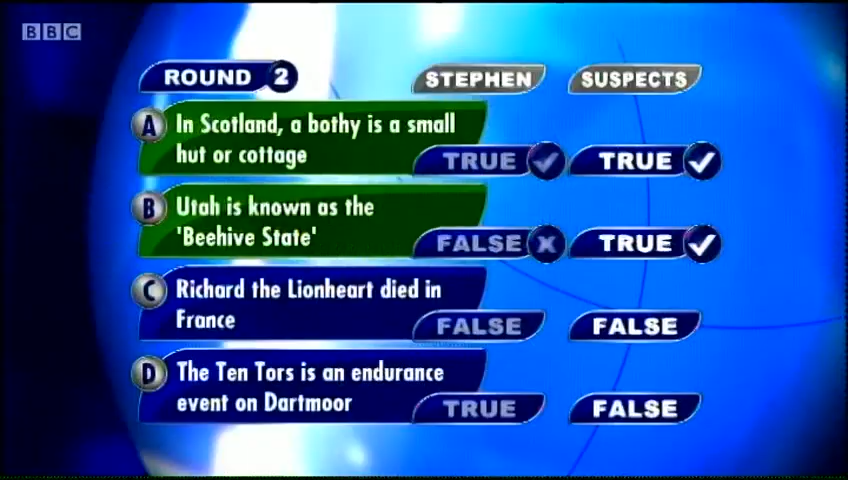 BBC
ROUND 2 STEPHEN SUSPECTS
A In Scotland, a bothy is a small
hut or cottage
TRUE ✓ TRUE ✓
B Utah is known as the
'Beehive State'
FALSE X TRUE ✓
C Richard the Lionheart died in
France
FALSE FALSE
D The Ten Tors is an endurance
event on Dartmoor
TRUE FALSE